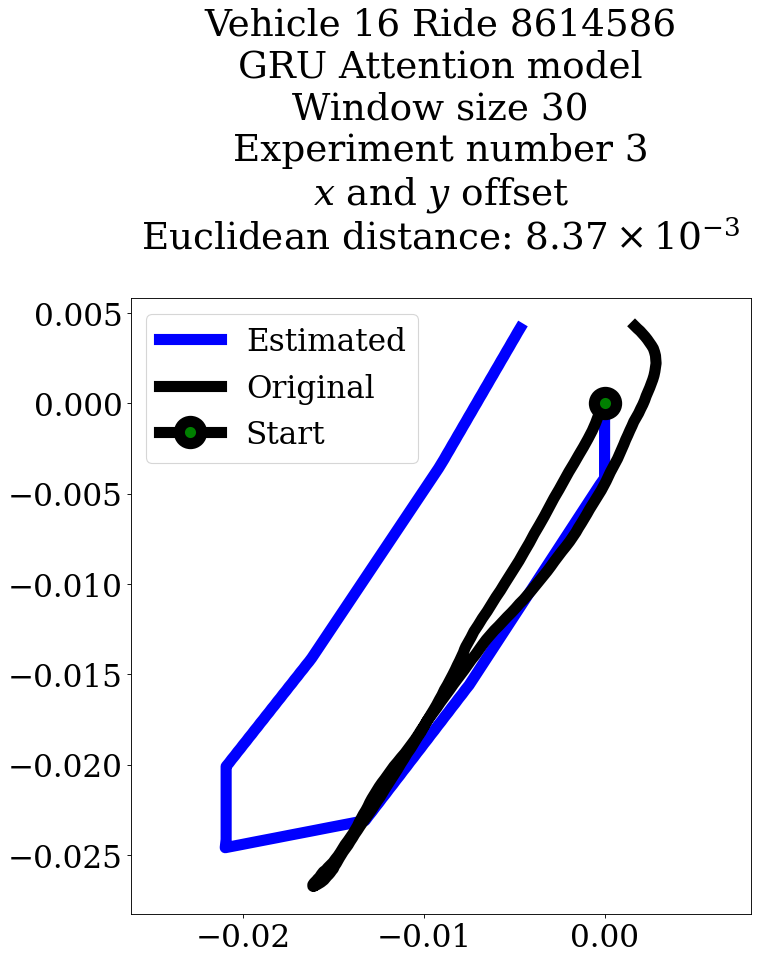 Vehicle 16 Ride 8614586
GRU Attention model
Window size 30
Experiment number 3
x and y offset
Euclidean distance: 8.37 × 10⁻³
0.005
0.000
−0.005
−0.010
−0.015
−0.020
−0.025
Estimated
Original
Start
−0.02
−0.01
0.00